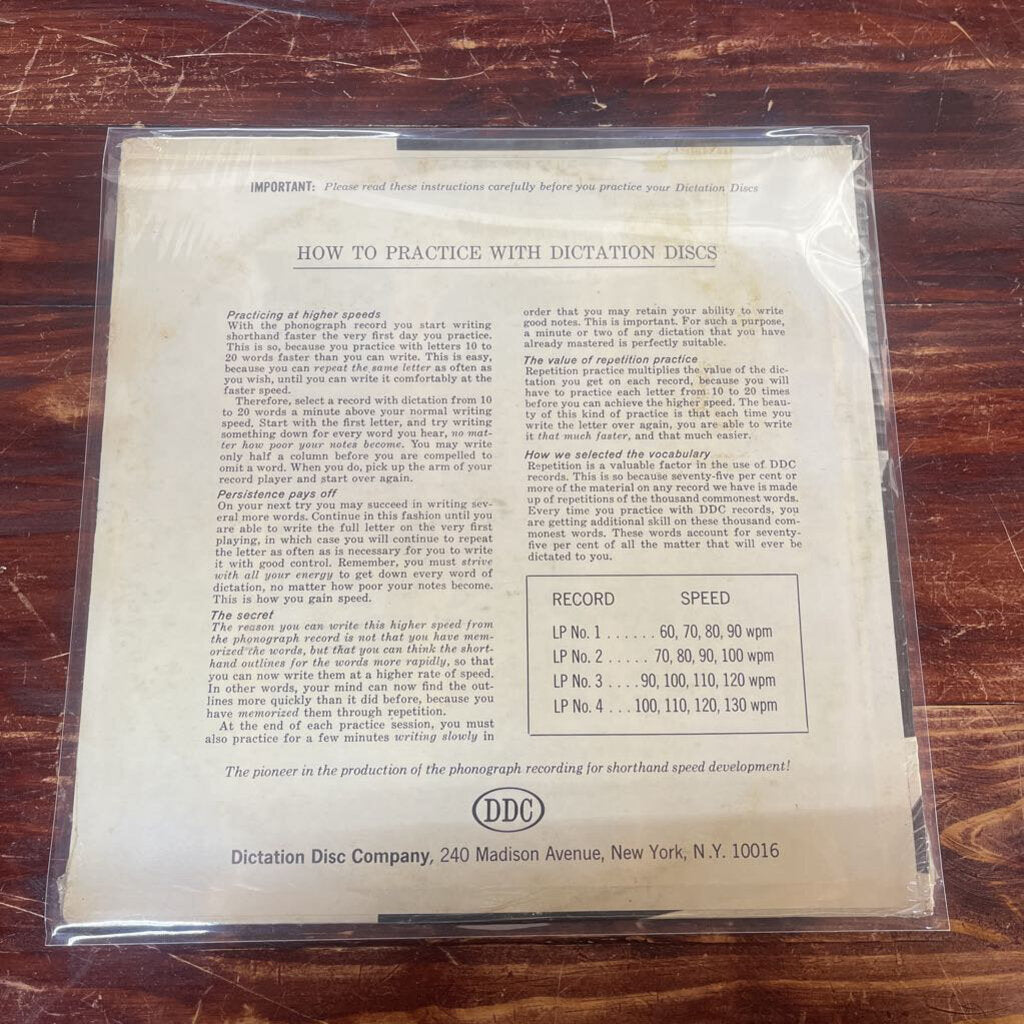 IMPORTANT: Please read these instructions carefully before you practice your Dictation Discs
HOW TO PRACTICE WITH DICTATION DISCS
Practicing at higher speeds
With the phonograph record you start writing
shorthand faster the very first day you practice.
This is so, because you practice with letters 10 to
20 words faster than you can write. This is easy,
because you can repeat the same letter as often as
you wish, until you can write it comfortably at the
faster speed.
Therefore, select a record with dictation from 10
to 20 words a minute above your normal writing
speed. Start with the first letter, and try writing
something down for every word you hear, no mat-
ter how poor your notes become. You may write
only half a column before you are compelled to
omit a word. When you do, pick up the arm of your
record player and start over again.
Persistence pays off
On your next try you may succeed in writing sev-
eral more words. Continue in this fashion until you
are able to write the full letter on the very first
playing, in which case you will continue to repeat
the letter as often as is necessary for you to write
it with good control. Remember, you must strive
with all your energy to get down every word of
dictation, no matter how poor your notes become.
This is how you gain speed.
The secret
The reason you can write this higher speed from
the phonograph record is not that you have mem-
orized the words, but that you can think the short-
hand outlines for the words more rapidly, so that
you can now write them at a higher rate of speed.
In other words, your mind can now find the out-
lines more quickly than it did before, because you
have memorized them through repetition.
At the end of each practice session, you must
also practice for a few minutes writing slowly in
order that you may retain your ability to write
good notes. This is important. For such a purpose,
a minute or two of any dictation that you have
already mastered is perfectly suitable.
The value of repetition practice
Repetition practice multiplies the value of the dic-
tation you get on each record, because you will
have to practice each letter from 10 to 20 times
before you can achieve the higher speed. The beau-
ty of this kind of practice is that each time you
write the letter over again, you are able to write
it that much faster, and that much easier.
How we selected the vocabulary
Repetition is a valuable factor in the use of DDC
records. This is so because seventy-five per cent or
more of the material on any record we have is made
up of repetitions of the thousand commonest words.
Every time you practice with DDC records, you
are getting additional skill on these thousand com-
monest words. These words account for seventy-
five per cent of all the matter that will ever be
dictated to you.
RECORD SPEED
LP No. 1 . . . . . . 60, 70, 80, 90 wpm
LP No. 2 . . . . . 70, 80, 90, 100 wpm
LP No. 3 . . . . 90, 100, 110, 120 wpm
LP No. 4 . . . 100, 110, 120, 130 wpm
The pioneer in the production of the phonograph recording for shorthand speed development!
DDC
Dictation Disc Company, 240 Madison Avenue, New York, N.Y. 10016